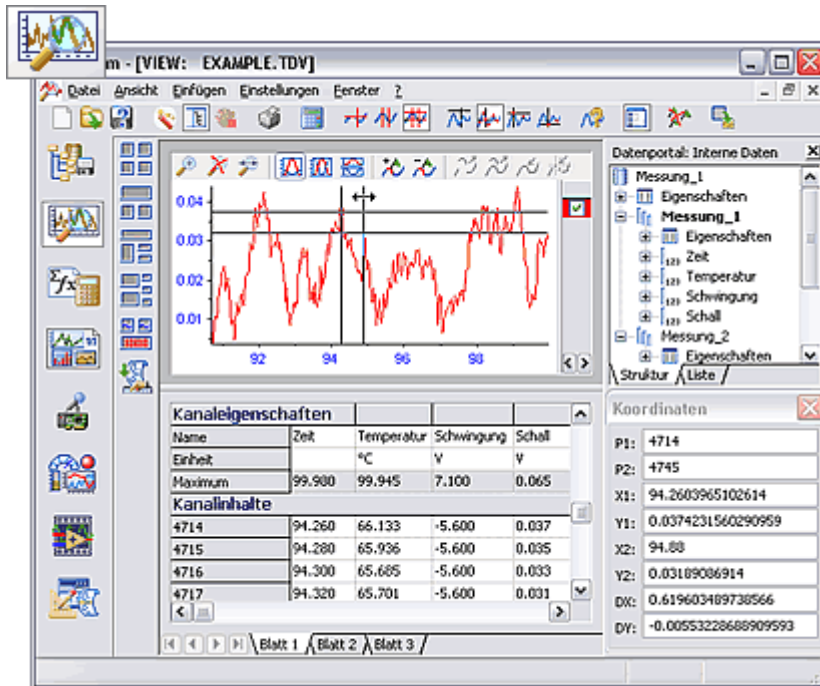 m - [VIEW: EXAMPLE.TDV]
Datei Ansicht Einfügen Einstellungen Fenster ?
0.04
0.03
0.02
0.01
92 94 96 98
Datenportal: Interne Daten
Messung_1
Eigenschaften
Messung_1
Eigenschaften
Zeit
Temperatur
Schwingung
Schall
Messung_2
Eigenschaften
Struktur Liste
Kanaleigenschaften
Name Zeit Temperatur Schwingung Schall
Einheit °C V V
Maximum 99.980 99.945 7.100 0.065
Kanalinhalte
4714 94.260 66.133 -5.600 0.037
4715 94.280 65.936 -5.600 0.035
4716 94.300 65.685 -5.600 0.033
4717 94.320 65.701 -5.600 0.031
Blatt 1 Blatt 2 Blatt 3
Koordinaten
P1: 4714
P2: 4745
X1: 94.2603965102614
Y1: 0.0374231560290959
X2: 94.88
Y2: 0.03189086914
DX: 0.619603489738566
DY: -0.00553228688909593